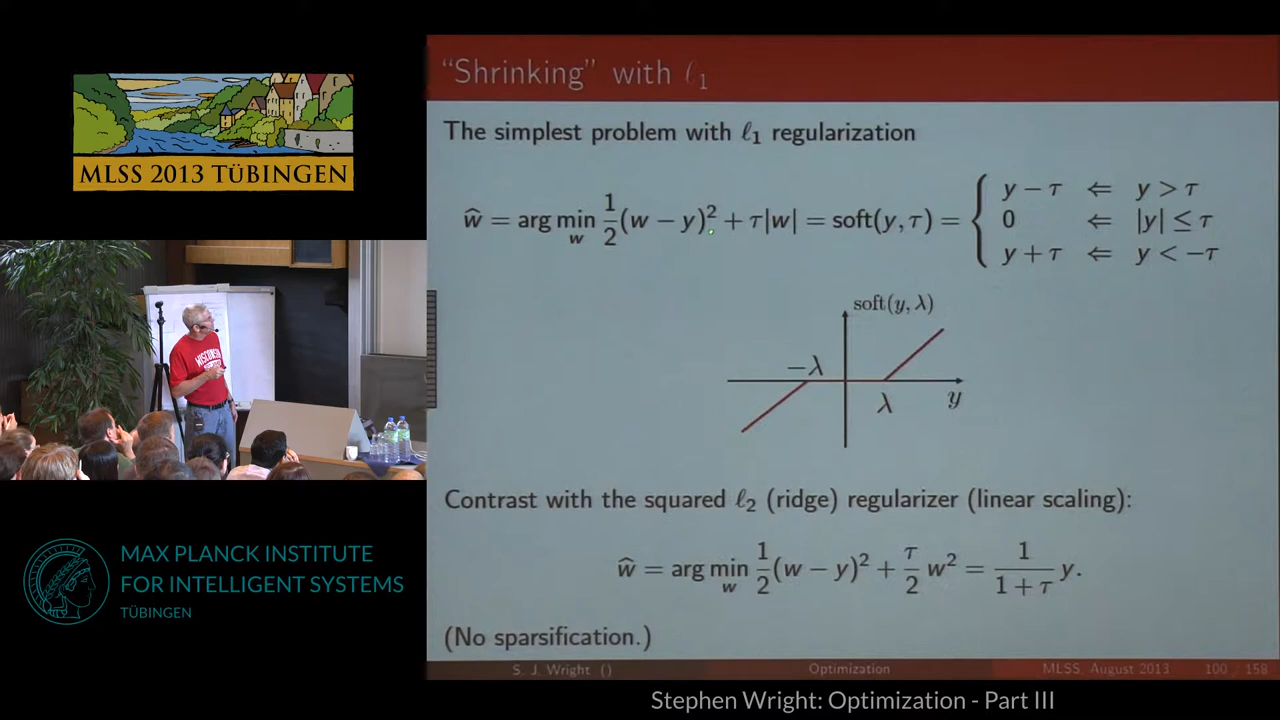 MLSS 2013 TÜBINGEN
WISCONSIN
MAX PLANCK INSTITUTE
FOR INTELLIGENT SYSTEMS
TÜBINGEN
“Shrinking” with ℓ₁
The simplest problem with ℓ₁ regularization
ŵ = arg min_w 1/2 (w − y)² + τ|w| = soft(y, τ) = { y − τ ⇐ y > τ
0 ⇐ |y| ≤ τ
y + τ ⇐ y < −τ
soft(y, λ)
−λ
λ
y
Contrast with the squared ℓ₂ (ridge) regularizer (linear scaling):
ŵ = arg min_w 1/2 (w − y)² + τ/2 w² = 1/(1 + τ) y.
(No sparsification.)
S. J. Wright () Optimization MLSS, August 2013 100 / 158
Stephen Wright: Optimization - Part III